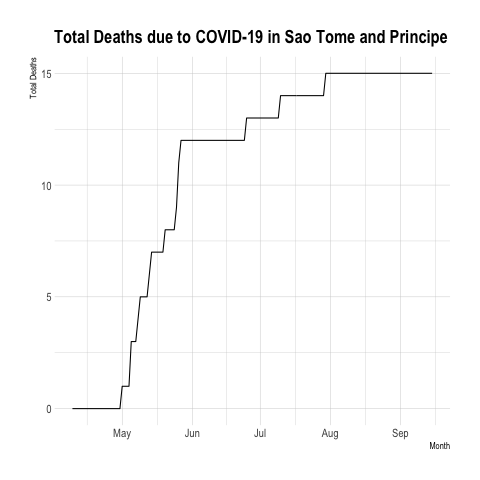 Total Deaths due to COVID-19 in Sao Tome and Principe
Total Deaths
15
10
5
0
May Jun Jul Aug Sep
Month